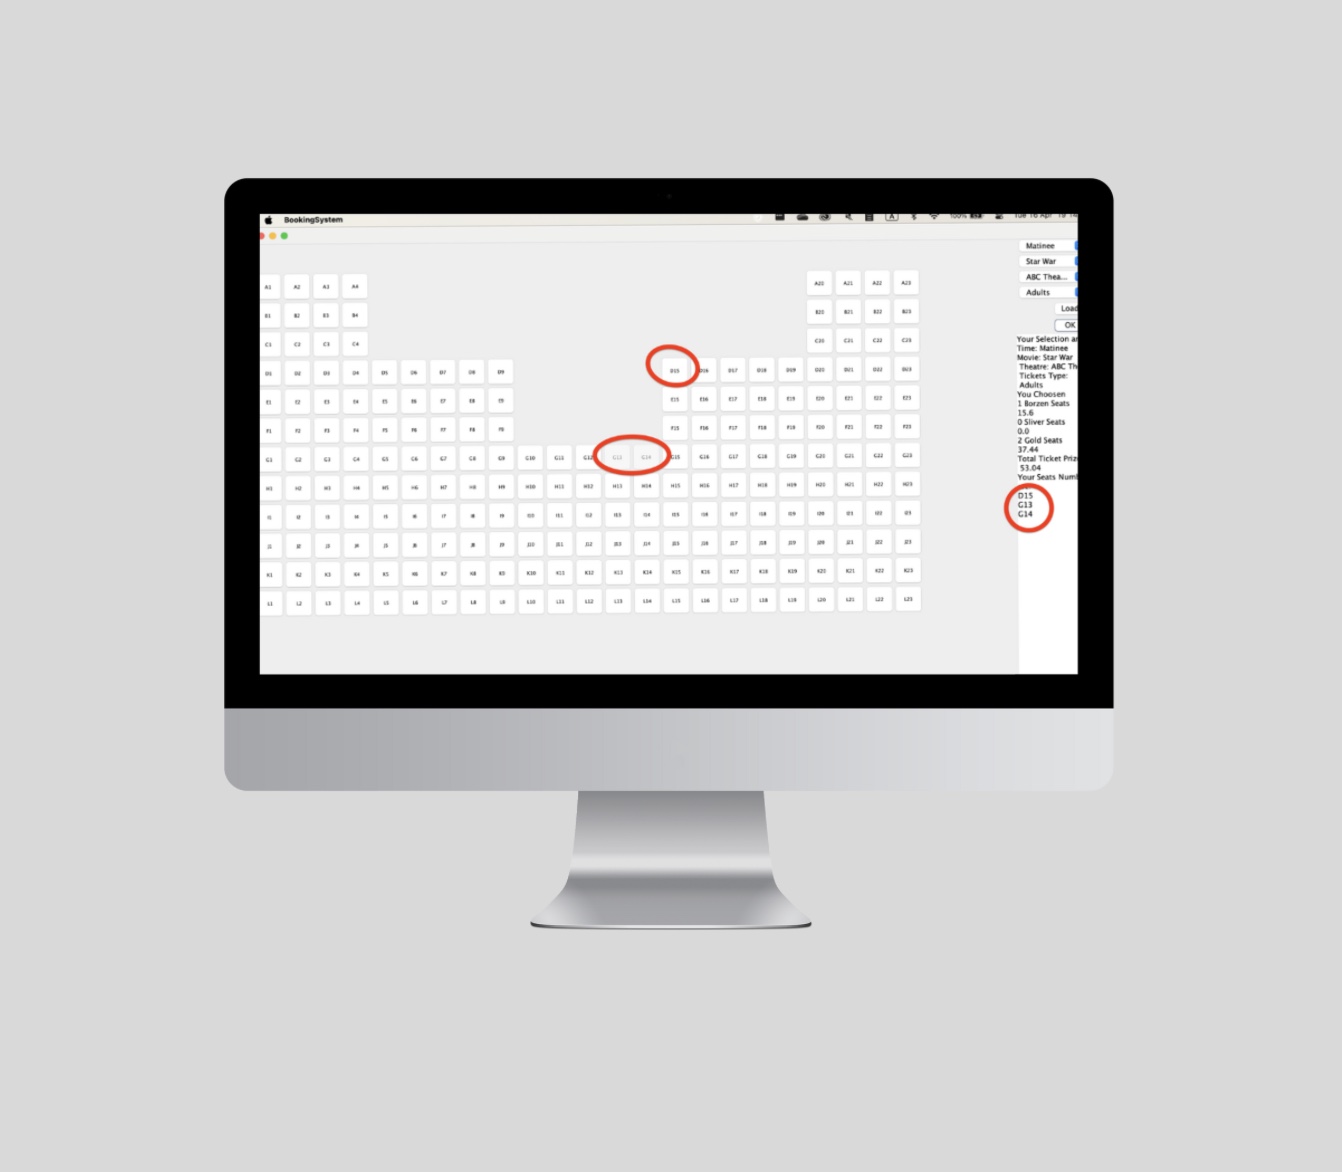 BookingSystem
100%
Tue 16 Apr 19
Matinee
Star War
ABC Thea...
Adults
Load
OK
A1 A2 A3 A4 A20 A21 A22 A23
B1 B2 B3 B4 B20 B21 B22 B23
C1 C2 C3 C4 C20 C21 C22 C23
D1 D2 D3 D4 D5 D6 D7 D8 D9 D15 D16 D17 D18 D19 D20 D21 D22 D23
E1 E2 E3 E4 E5 E6 E7 E8 E9 E15 E16 E17 E18 E19 E20 E21 E22 E23
F1 F2 F3 F4 F5 F6 F7 F8 F9 F15 F16 F17 F18 F19 F20 F21 F22 F23
G1 G2 G3 G4 G5 G6 G7 G8 G9 G10 G11 G12 G13 G14 G15 G16 G17 G18 G19 G20 G21 G22 G23
H1 H2 H3 H4 H5 H6 H7 H8 H9 H10 H11 H12 H13 H14 H15 H16 H17 H18 H19 H20 H21 H22 H23
I1 I2 I3 I4 I5 I6 I7 I8 I9 I10 I11 I12 I13 I14 I15 I16 I17 I18 I19 I20 I21 I22 I23
J1 J2 J3 J4 J5 J6 J7 J8 J9 J10 J11 J12 J13 J14 J15 J16 J17 J18 J19 J20 J21 J22 J23
K1 K2 K3 K4 K5 K6 K7 K8 K9 K10 K11 K12 K13 K14 K15 K16 K17 K18 K19 K20 K21 K22 K23
L1 L2 L3 L4 L5 L6 L7 L8 L9 L10 L11 L12 L13 L14 L15 L16 L17 L18 L19 L20 L21 L22 L23
Your Selection ar
Time: Matinee
Movie: Star War
Theatre: ABC Th
Tickets Type:
Adults
You Choosen
1 Borzen Seats
15.6
0 Sliver Seats
0.0
2 Gold Seats
37.44
Total Ticket Prize
53.04
Your Seats Numb
D15
G13
G14